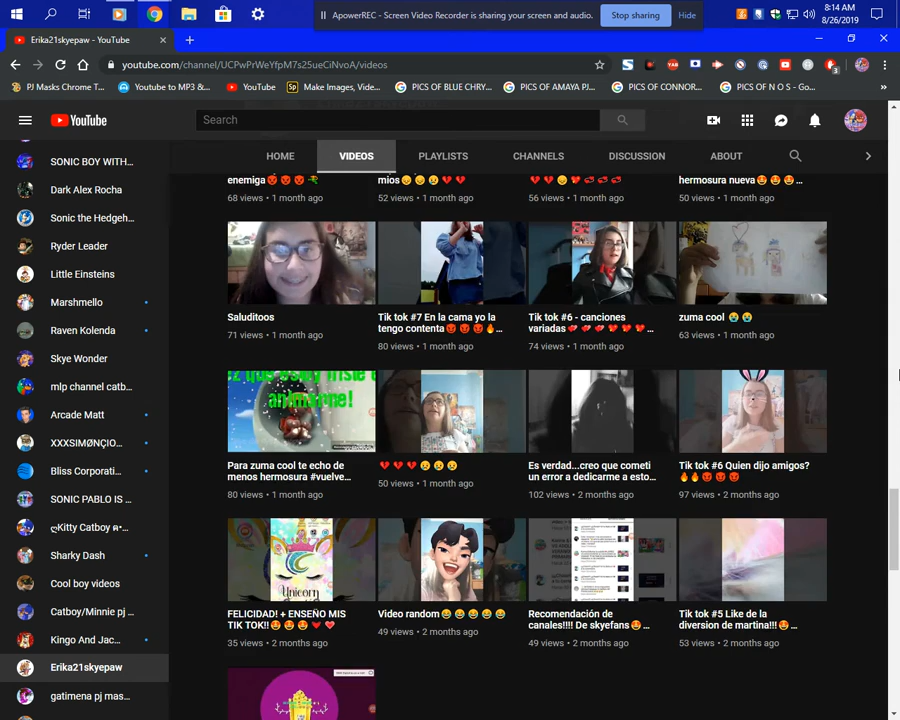 ApowerREC - Screen Video Recorder is sharing your screen and audio.
Stop sharing
Hide
8:14 AM
8/26/2019
Erika21skyepaw - YouTube
youtube.com/channel/UCPwPrWeYfpM7s25ueCiNvoA/videos
PJ Masks Chrome T...
Youtube to MP3 &...
YouTube
Make Images, Vide...
PICS OF BLUE CHRY...
PICS OF AMAYA PJ...
PICS OF CONNOR...
PICS OF N O S - Go...
YouTube
Search
HOME
VIDEOS
PLAYLISTS
CHANNELS
DISCUSSION
ABOUT
SONIC BOY WITH...
Dark Alex Rocha
Sonic the Hedgeh...
Ryder Leader
Little Einsteins
Marshmello
Raven Kolenda
Skye Wonder
mlp channel catb...
Arcade Matt
XXXSIMØNÇIO...
Bliss Corporati...
SONIC PABLO IS ...
Kitty Catboy
Sharky Dash
Cool boy videos
Catboy/Minnie pj ...
Kingo And Jac...
Erika21skyepaw
gatimena pj mas...
enemiga😡😡😡🔫
68 views • 1 month ago
mios😞😞😢💔💔
52 views • 1 month ago
56 views • 1 month ago
hermosura nueva😍😍😍...
50 views • 1 month ago
Saluditoos
71 views • 1 month ago
Tik tok #7 En la cama yo la
tengo contenta😡😡😡🔥...
80 views • 1 month ago
Tik tok #6 - canciones
variadas💖💖💖❤❤❤...
74 views • 1 month ago
zuma cool 😭😭
63 views • 1 month ago
z que estay triste e
animarne!
Para zuma cool te echo de
menos hermosura #vuelve...
80 views • 1 month ago
💔💔💔😢😢😢
50 views • 1 month ago
Es verdad...creo que cometi
un error a dedicarme a esto...
102 views • 2 months ago
Tik tok #6 Quien dijo amigos?
🔥🔥😡😡😡
97 views • 2 months ago
Unicorn
FELICIDAD! + ENSEÑO MIS
TIK TOK!!😍😍😍❤💖
35 views • 2 months ago
Video random😂😂😂😂😂
49 views • 2 months ago
Recomendación de
canales!!!! De skyefans😍...
49 views • 2 months ago
Tik tok #5 Like de la
diversion de martina!!!😍...
53 views • 2 months ago